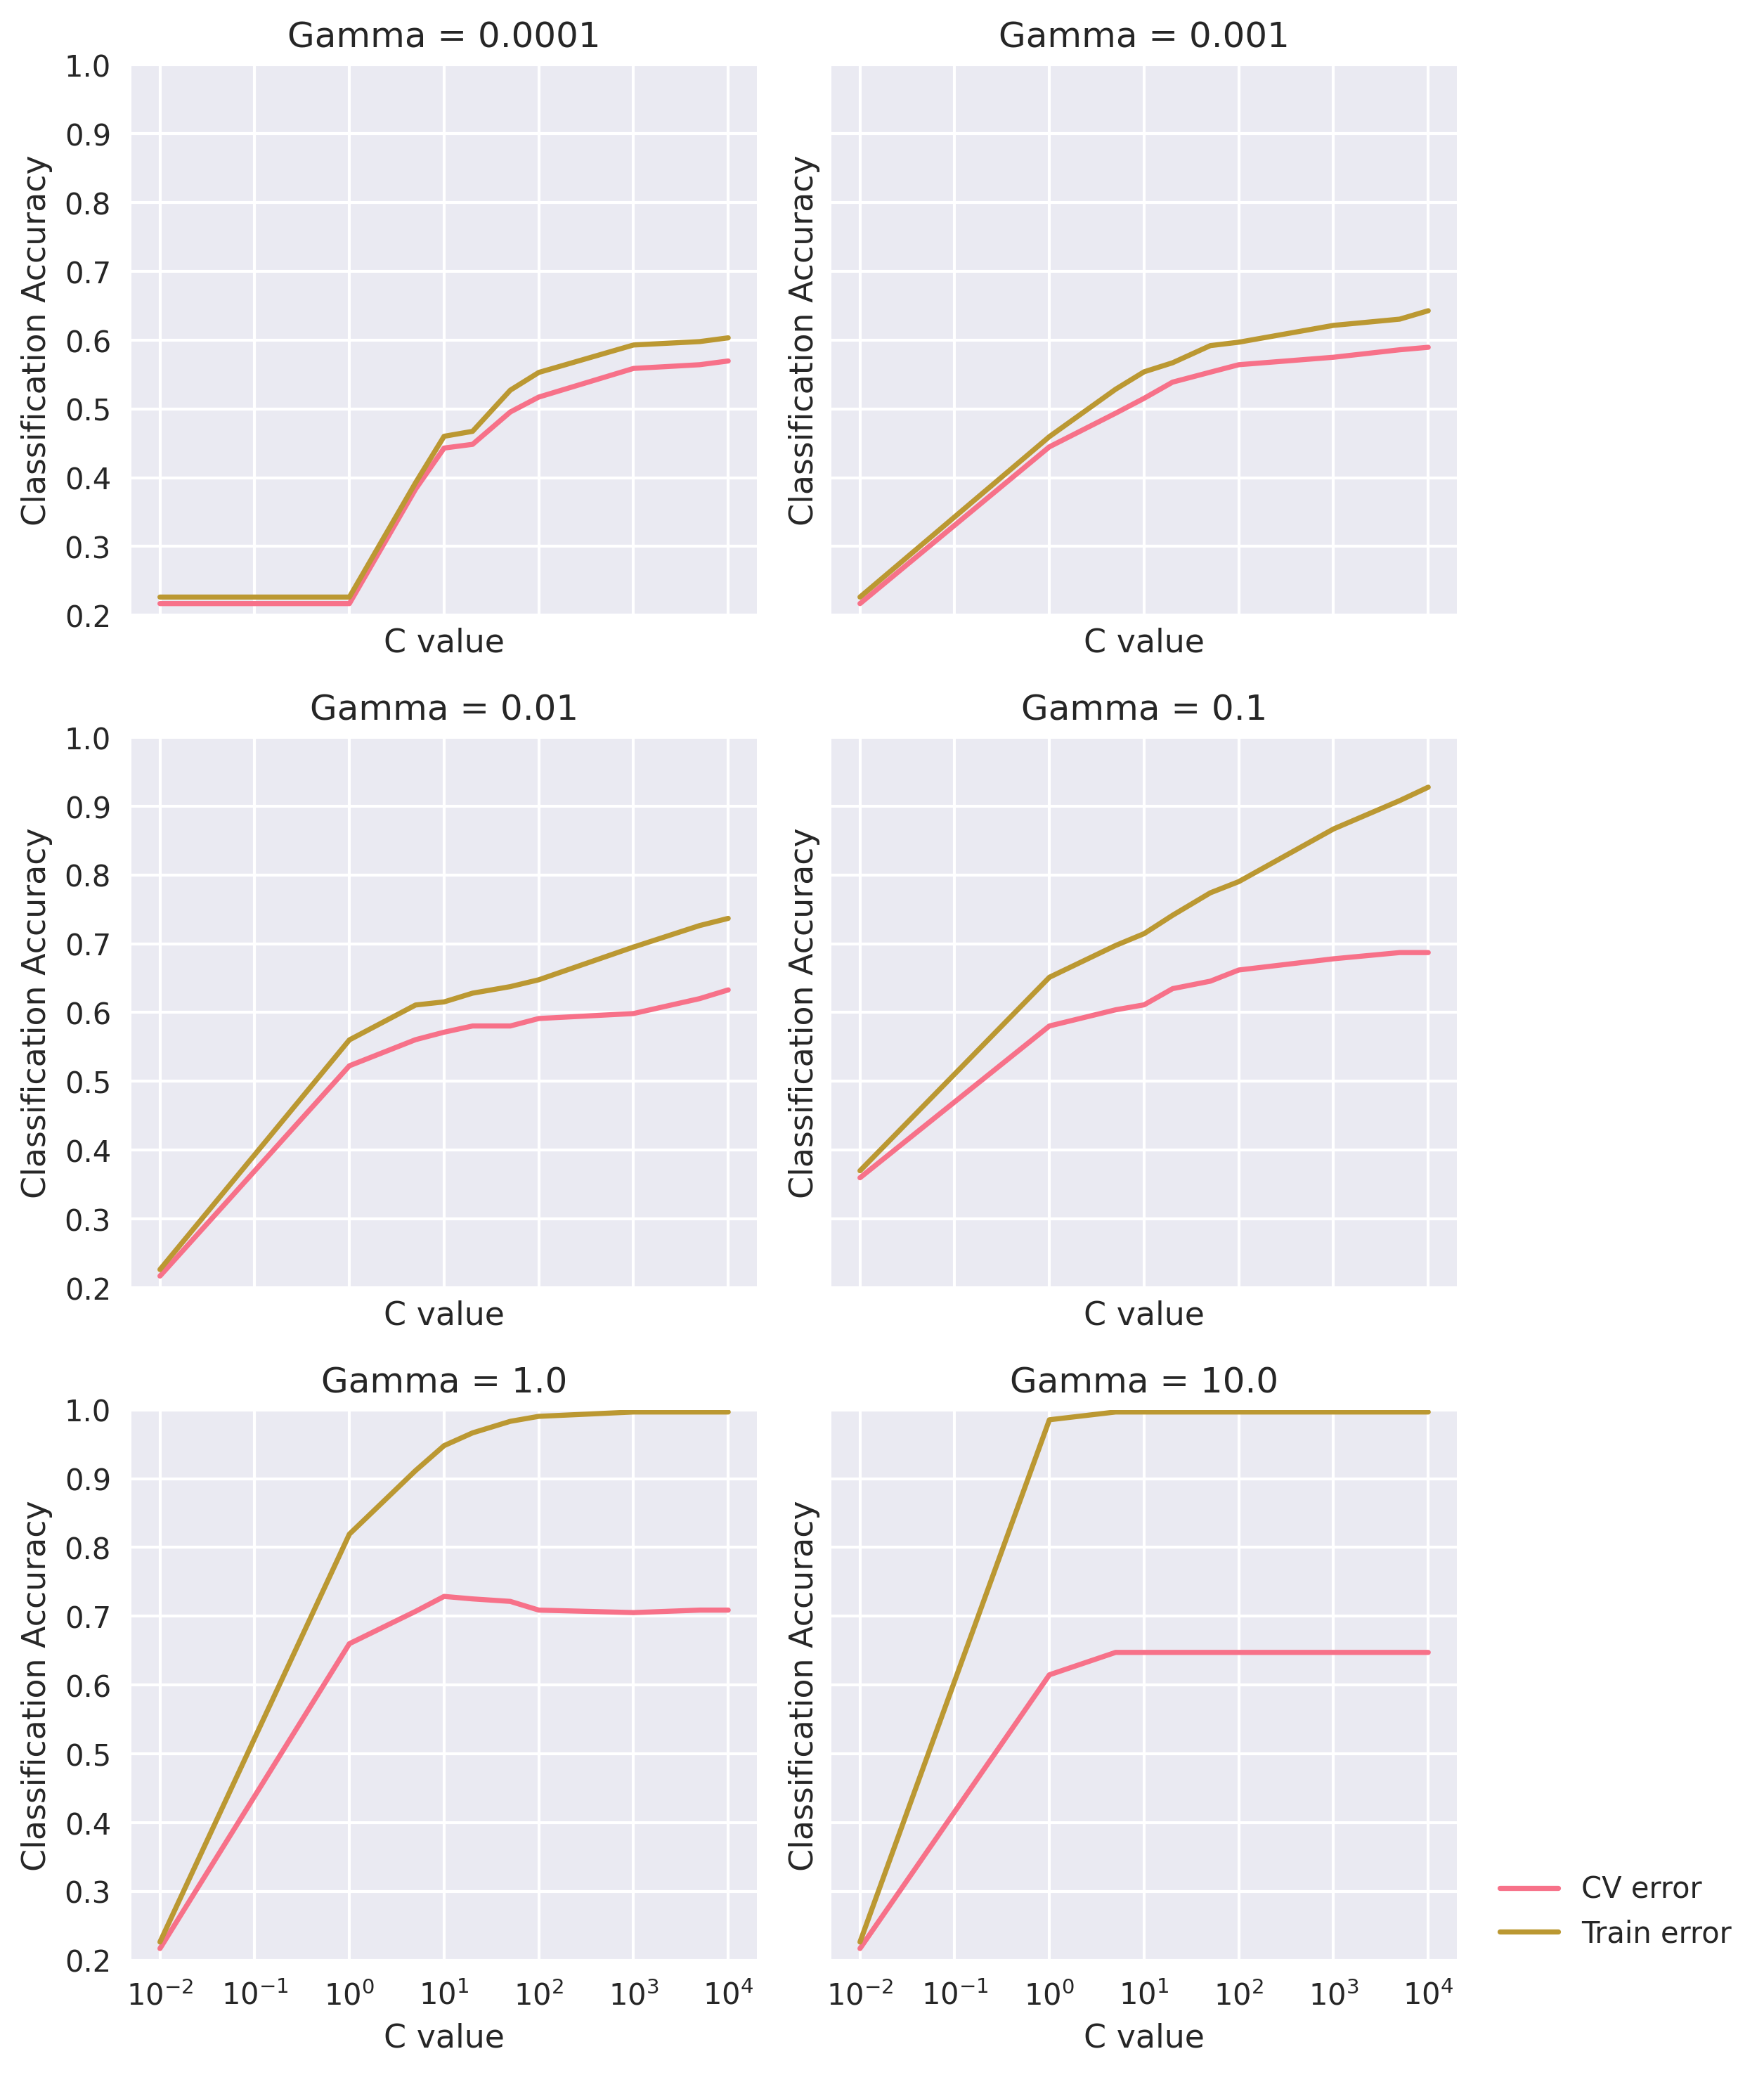 Gamma = 0.0001
Gamma = 0.001
1.0
0.9
0.8
0.7
0.6
0.5
0.4
0.3
0.2
Classification Accuracy
Classification Accuracy
C value
C value
Gamma = 0.01
Gamma = 0.1
1.0
0.9
0.8
0.7
0.6
0.5
0.4
0.3
0.2
Classification Accuracy
Classification Accuracy
C value
C value
Gamma = 1.0
Gamma = 10.0
1.0
0.9
0.8
0.7
0.6
0.5
0.4
0.3
0.2
Classification Accuracy
Classification Accuracy
10⁻² 10⁻¹ 10⁰ 10¹ 10² 10³ 10⁴
10⁻² 10⁻¹ 10⁰ 10¹ 10² 10³ 10⁴
C value
C value
CV error
Train error